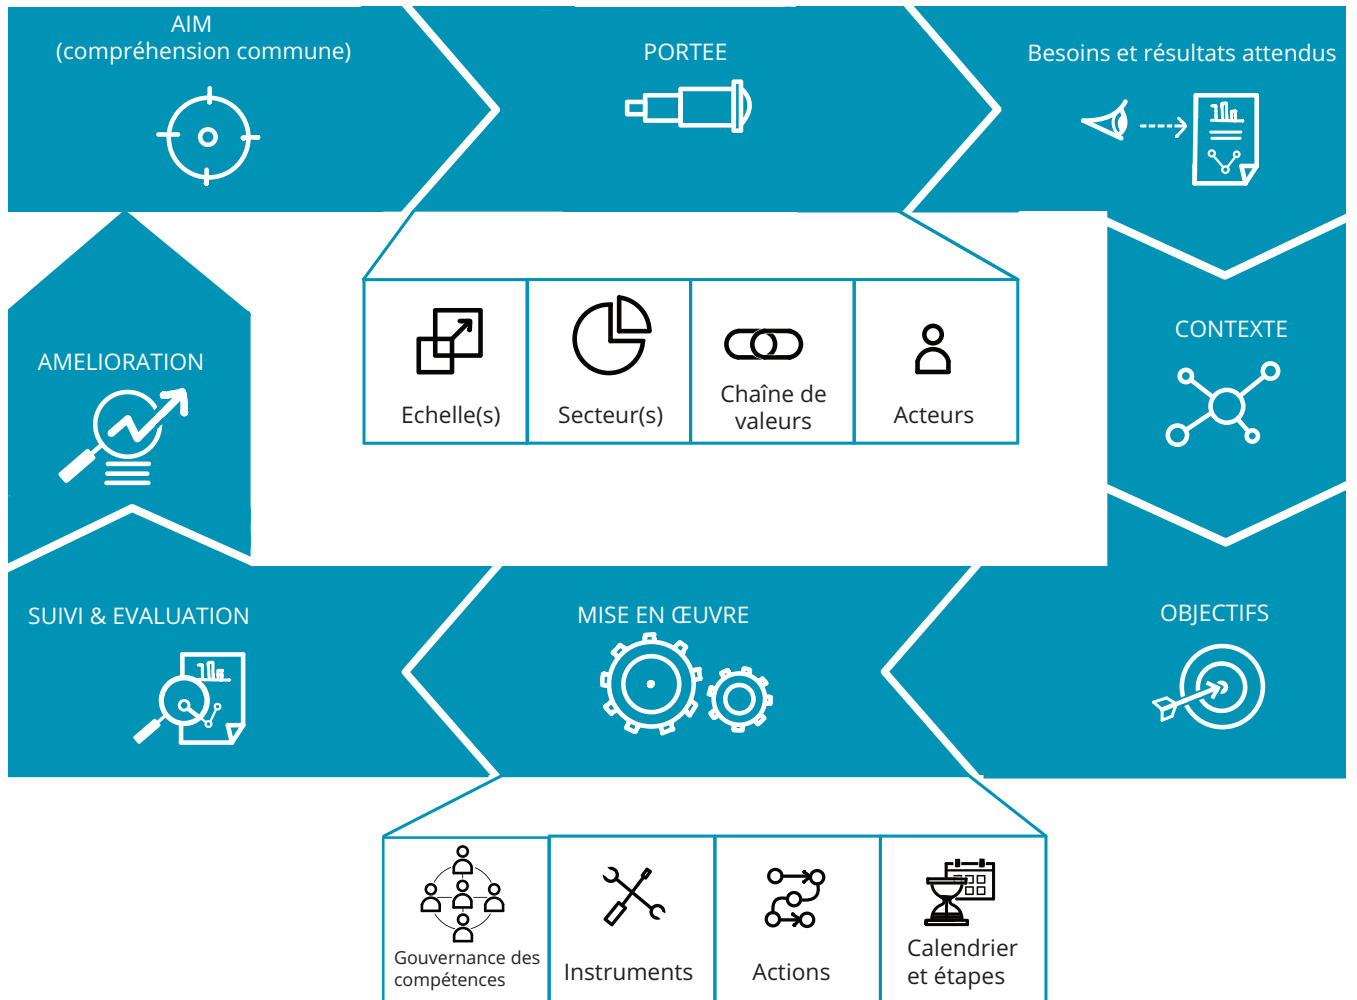 AIM
(compréhension commune)
PORTEE
Besoins et résultats attendus
CONTEXTE
AMELIORATION
Echelle(s)
Secteur(s)
Chaîne de
valeurs
Acteurs
SUIVI & EVALUATION
MISE EN ŒUVRE
OBJECTIFS
Gouvernance des
compétences
Instruments
Actions
Calendrier
et étapes